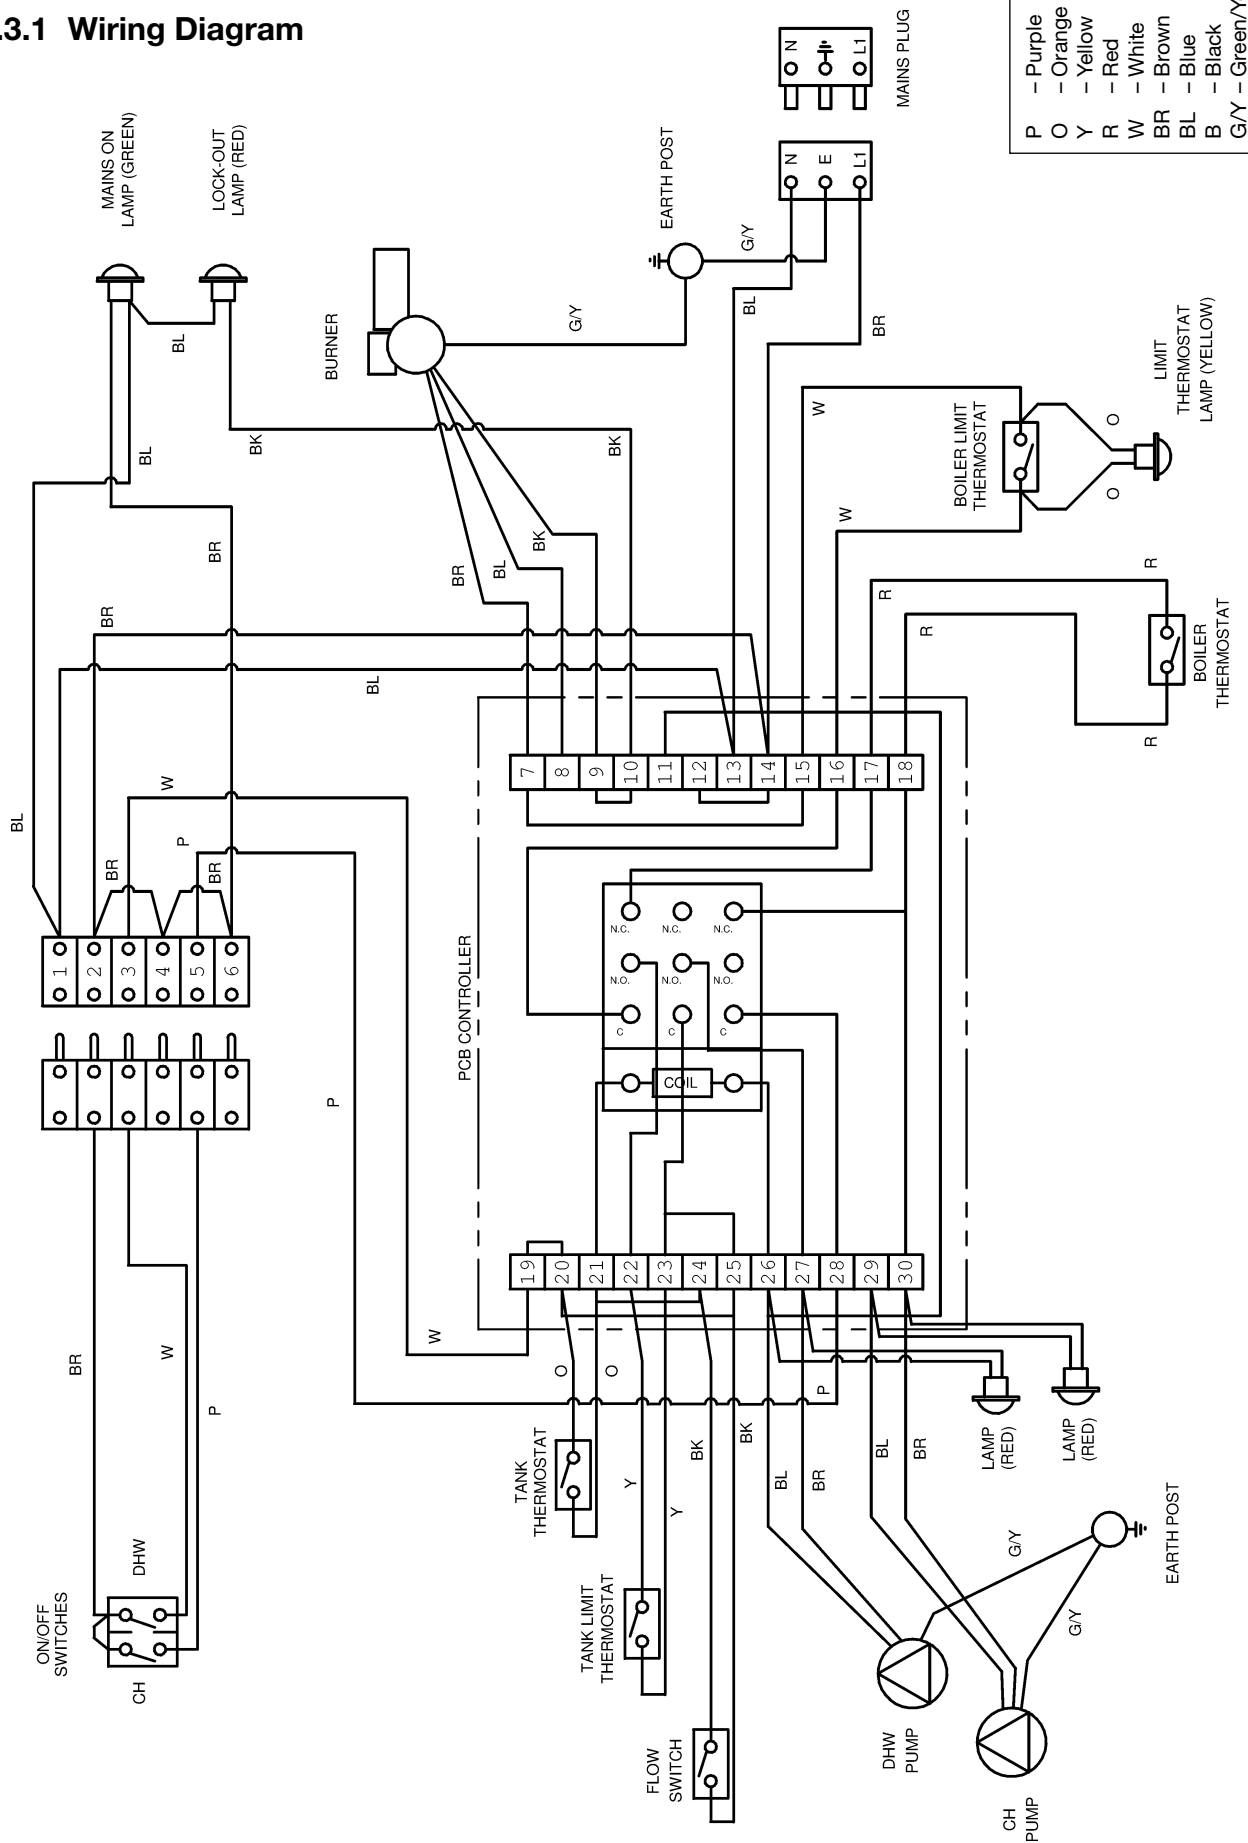 .3.1 Wiring Diagram
P – Purple
O – Orange
Y – Yellow
R – Red
W – White
BR – Brown
BL – Blue
B – Black
MAINS PLUG
N
L1
N
E
L1
EARTH POST
G/Y
BL
BR
G/Y
MAINS ON
LAMP (GREEN)
LOCK-OUT
LAMP (RED)
BL
BL
BK
BR
BURNER
BR
BL
BK
BK
W
W
BOILER LIMIT
THERMOSTAT
O
O
LIMIT
THERMOSTAT
LAMP (YELLOW)
R
R
R
R
BOILER
THERMOSTAT
BR
BL
BL
W
P
BR
BR
1
2
3
4
5
6
PCB CONTROLLER
7
8
9
10
11
12
13
14
15
16
17
18
N.C.
N.C.
N.C.
N.O.
N.O.
N.O.
C
C
C
COIL
19
20
21
22
23
24
25
26
27
28
29
30
P
W
BR
W
P
ON/OFF
SWITCHES
DHW
CH
O
O
TANK
THERMOSTAT
Y
Y
TANK LIMIT
THERMOSTAT
BK
BK
FLOW
SWITCH
P
BL
BR
BL
BR
LAMP
(RED)
LAMP
(RED)
DHW
PUMP
CH
PUMP
G/Y
G/Y
EARTH POST